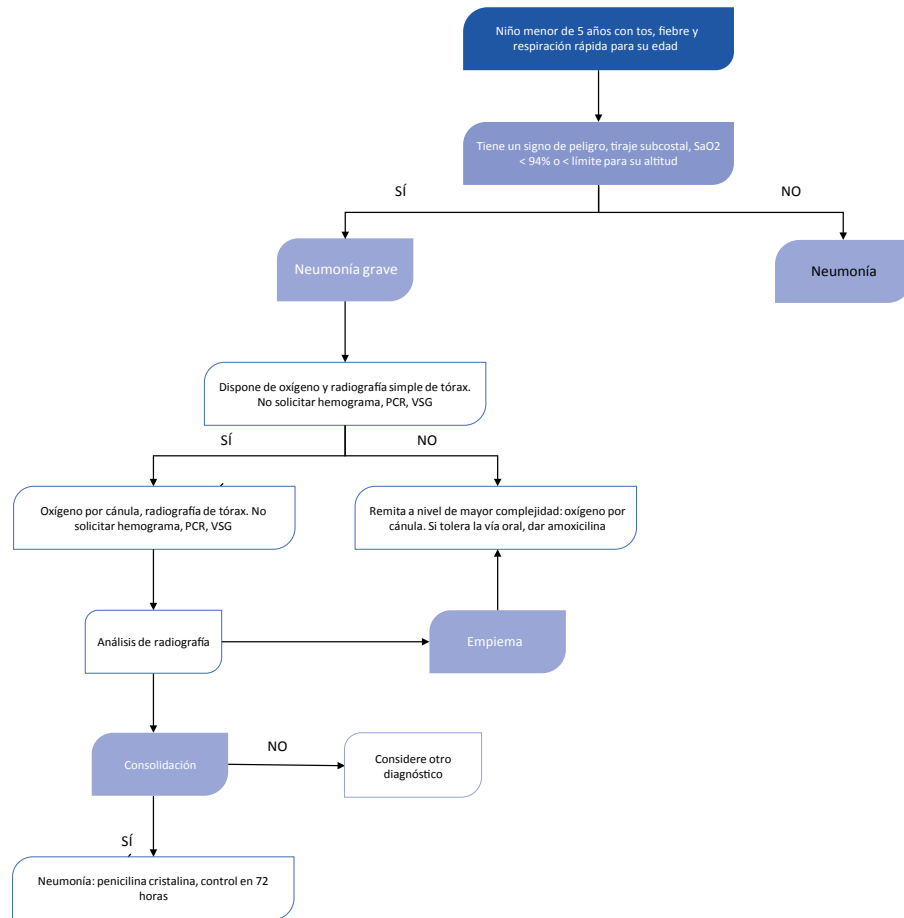 Niño menor de 5 años con tos, fiebre y
respiración rápida para su edad
Tiene un signo de peligro, tiraje subcostal, SaO2
< 94% o < límite para su altitud
SÍ
NO
Neumonía grave
Neumonía
Dispone de oxígeno y radiografía simple de tórax.
No solicitar hemograma, PCR, VSG
SÍ
NO
Oxígeno por cánula, radiografía de tórax. No
solicitar hemograma, PCR, VSG
Remita a nivel de mayor complejidad: oxígeno por
cánula. Si tolera la vía oral, dar amoxicilina
Análisis de radiografía
Empiema
Consolidación
NO
Considere otro
diagnóstico
SÍ
Neumonía: penicilina cristalina, control en 72
horas